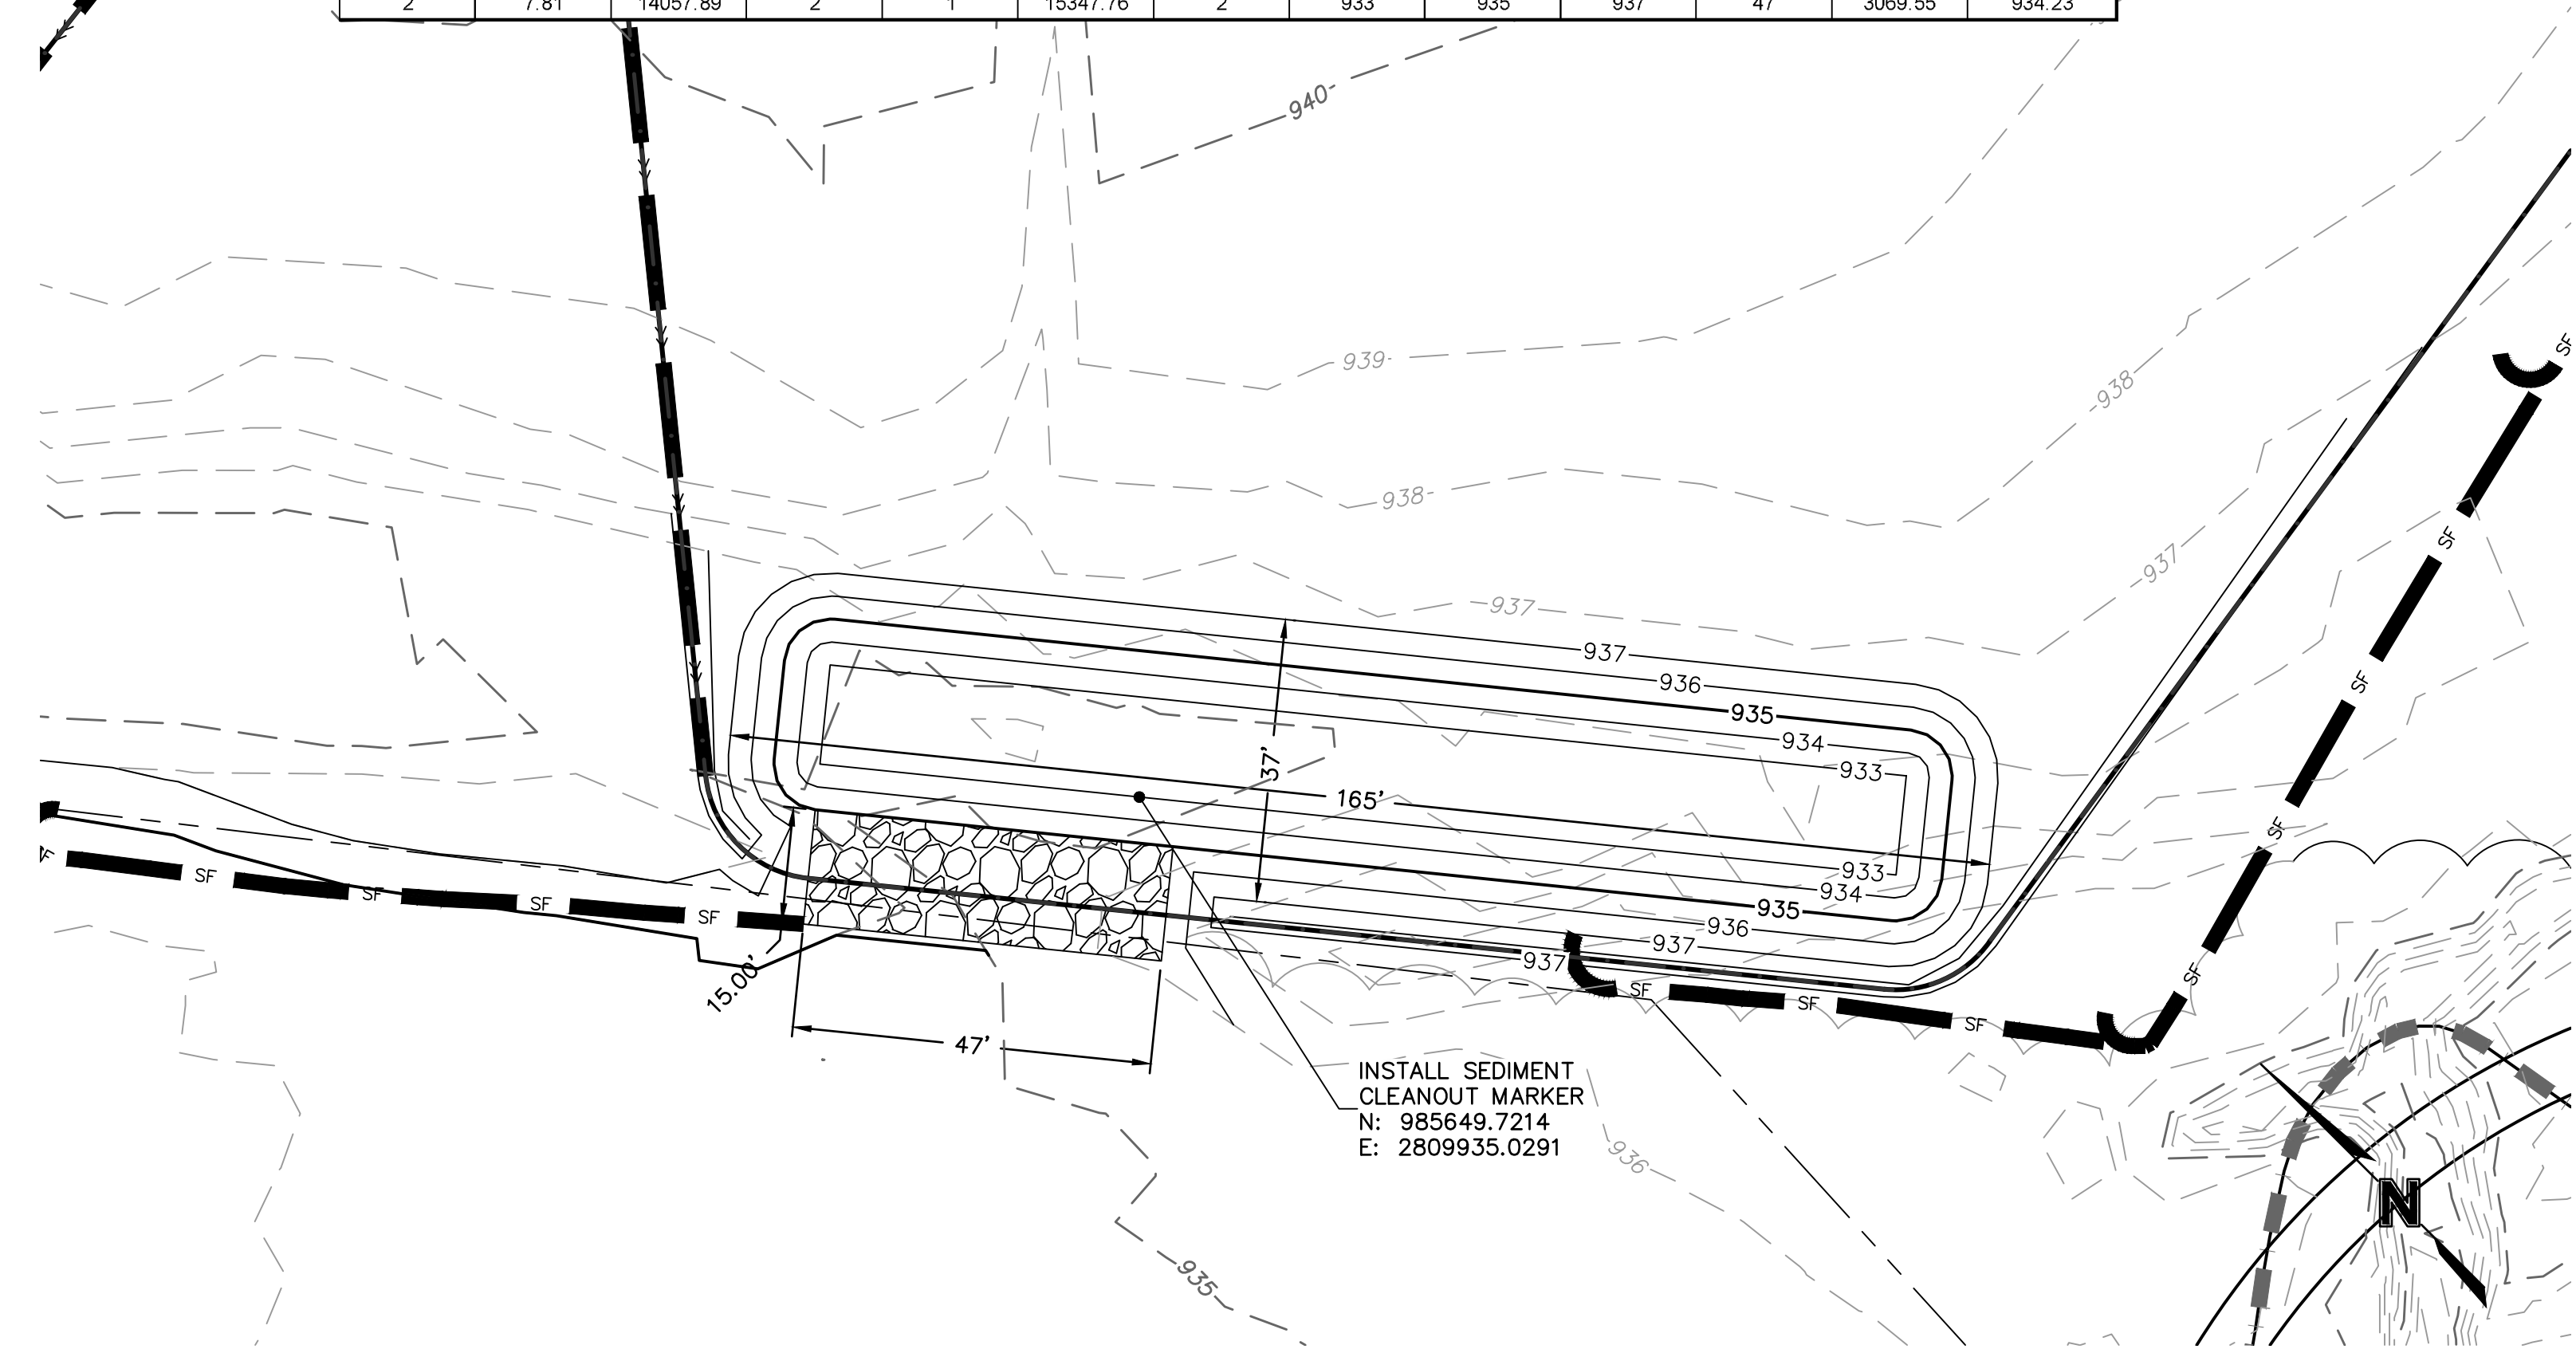 2 7.81 14057.89 2 1 15347.76 2 933 935 937 47 3069.55 934.23
940
939
938
938
937
937
937
936
935
934
933
37'
165'
933
934
935
936
937
937
SF
SF
SF
SF
SF
SF
SF
SF
SF
SF
SF
SF
SF
SF
15.00'
47'
INSTALL SEDIMENT
CLEANOUT MARKER
N: 985649.7214
E: 2809935.0291
936
935
N